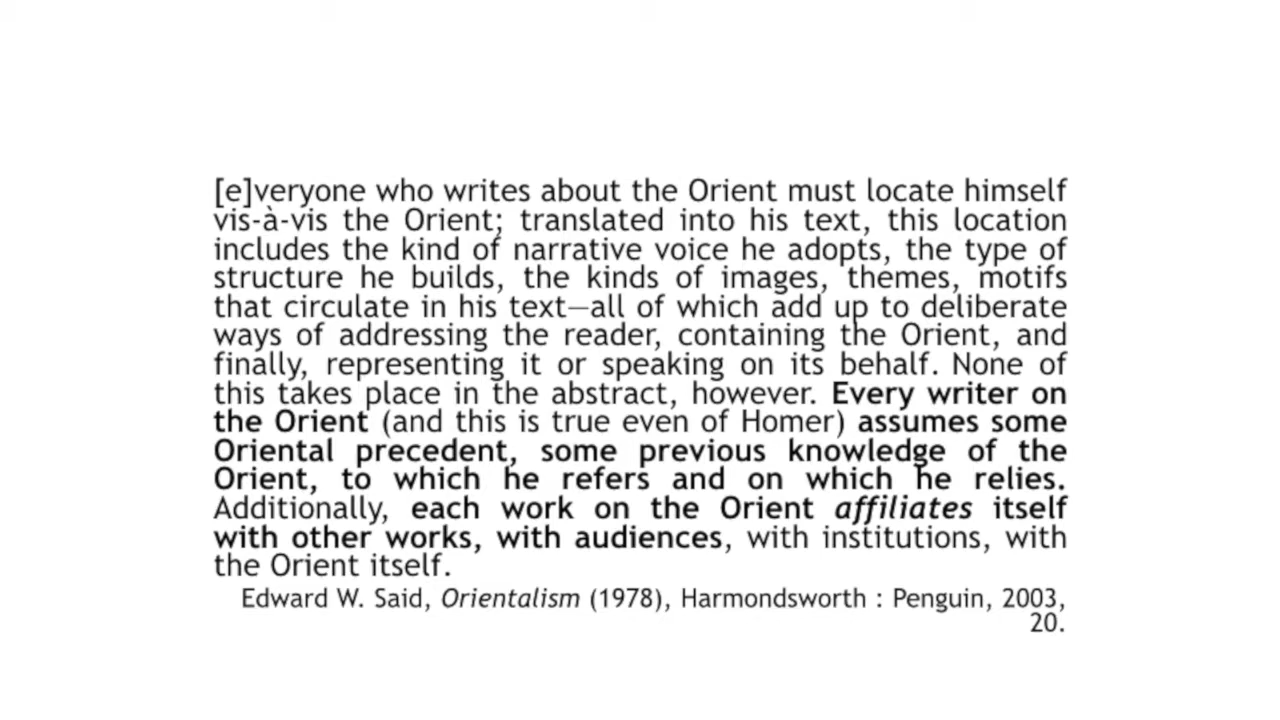 [e]veryone who writes about the Orient must locate himself
vis-à-vis the Orient; translated into his text, this location
includes the kind of narrative voice he adopts, the type of
structure he builds, the kinds of images, themes, motifs
that circulate in his text—all of which add up to deliberate
ways of addressing the reader, containing the Orient, and
finally, representing it or speaking on its behalf. None of
this takes place in the abstract, however. Every writer on
the Orient (and this is true even of Homer) assumes some
Oriental precedent, some previous knowledge of the
Orient, to which he refers and on which he relies.
Additionally, each work on the Orient affiliates itself
with other works, with audiences, with institutions, with
the Orient itself.
Edward W. Said, Orientalism (1978), Harmondsworth : Penguin, 2003,
20.